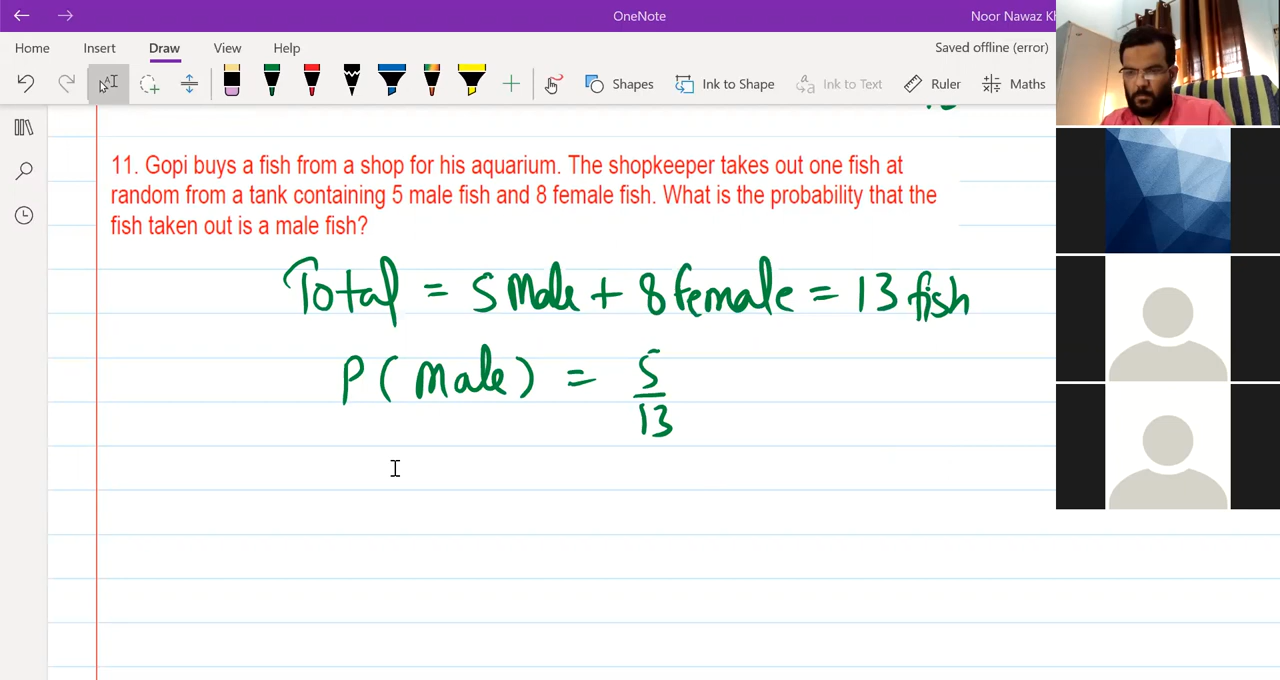 OneNote
Noor Nawaz Kh
Home Insert Draw View Help
Saved offline (error)
Shapes Ink to Shape Ink to Text Ruler Maths
11. Gopi buys a fish from a shop for his aquarium. The shopkeeper takes out one fish at
random from a tank containing 5 male fish and 8 female fish. What is the probability that the
fish taken out is a male fish?
Total = 5 Male + 8 female = 13 fish
P(Male) = 5/13